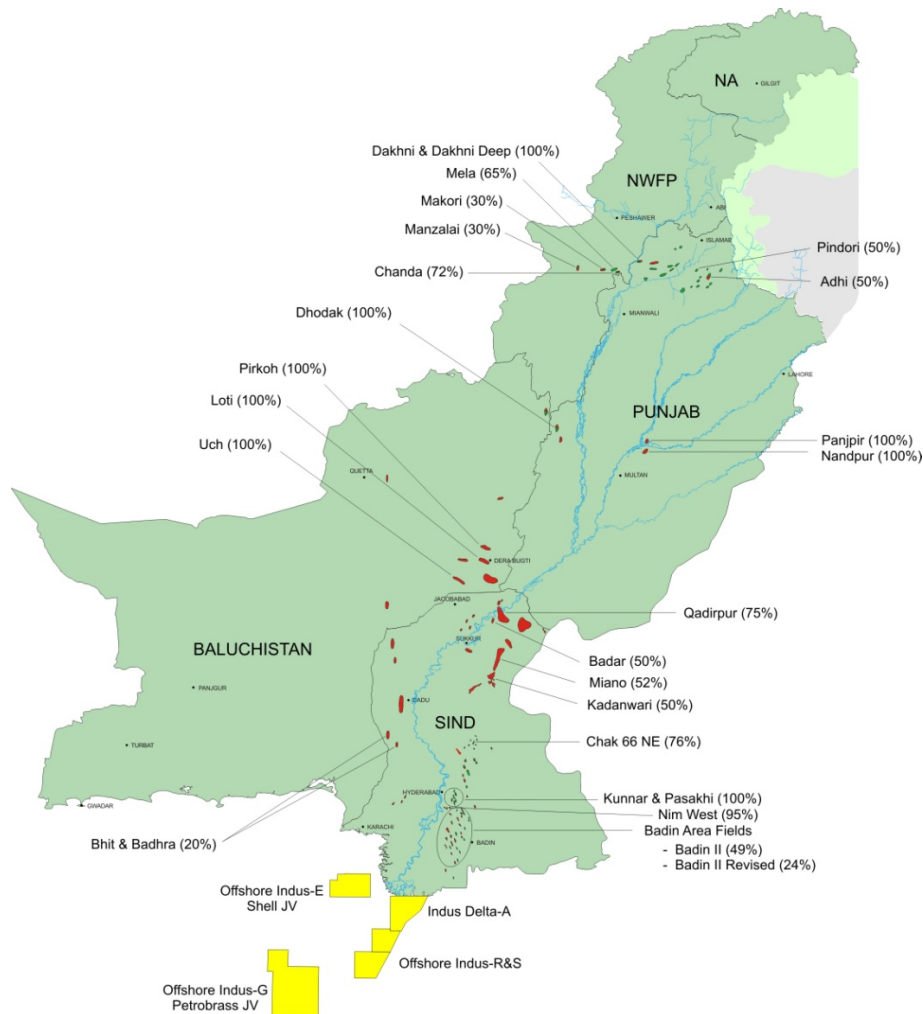 NA
GILGIT
Dakhni & Dakhni Deep (100%)
Mela (65%)
NWFP
Makori (30%)
ABI
PESHAWER
Manzalai (30%)
ISLAMAB
Pindori (50%)
Chanda (72%)
Adhi (50%)
Dhodak (100%)
MIANWALI
Pirkoh (100%)
LAHORE
Loti (100%)
PUNJAB
Uch (100%)
Panjpir (100%)
Nandpur (100%)
QUETTA
MULTAN
DERA BUGTI
JACOBABAD
Qadirpur (75%)
SUKKUR
BALUCHISTAN
Badar (50%)
Miano (52%)
PANJGUR
Kadanwari (50%)
DADU
SIND
Chak 66 NE (76%)
TURBAT
HYDERABAD
Kunnar & Pasakhi (100%)
GWADAR
Nim West (95%)
KARACHI
Badin Area Fields
Bhit & Badhra (20%)
BADIN
- Badin II (49%)
- Badin II Revised (24%)
Offshore Indus-E
Shell JV
Indus Delta-A
Offshore Indus-R&S
Offshore Indus-G
Petrobrass JV